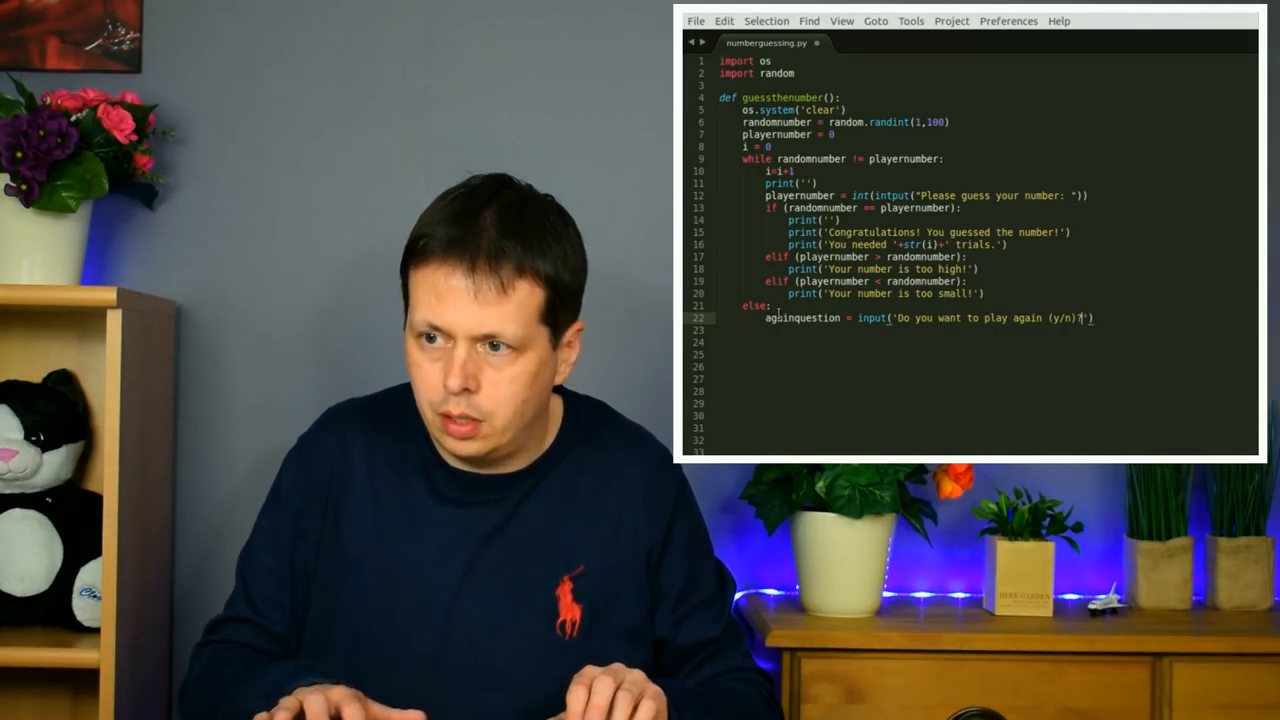 File Edit Selection Find View Goto Tools Project Preferences Help
numberguessing.py
1 import os
2 import random
3
4 def guessthenumber():
5 os.system('clear')
6 randomnumber = random.randint(1,100)
7 playernumber = 0
8 i = 0
9 while randomnumber != playernumber:
10 i=i+1
11 print('')
12 playernumber = int(intput("Please guess your number: "))
13 if (randomnumber == playernumber):
14 print('')
15 print('Congratulations! You guessed the number!')
16 print('You needed '+str(i)+' trials.')
17 elif (playernumber > randomnumber):
18 print('Your number is too high!')
19 elif (playernumber < randomnumber):
20 print('Your number is too small!')
21 else:
22 againquestion = input('Do you want to play again (y/n)?')
23
24
25
26
27
28
29
30
31
32
33
HERE GARDEN